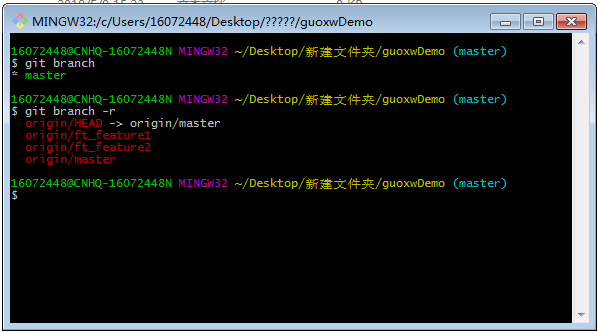 MINGW32:/c/Users/16072448/Desktop/?????/guoxwDemo
16072448@CNHQ-16072448N MINGW32 ~/Desktop/新建文件夹/guoxwDemo (master)
$ git branch
* master
16072448@CNHQ-16072448N MINGW32 ~/Desktop/新建文件夹/guoxwDemo (master)
$ git branch -r
origin/HEAD -> origin/master
origin/ft_feature1
origin/ft_feature2
origin/master
16072448@CNHQ-16072448N MINGW32 ~/Desktop/新建文件夹/guoxwDemo (master)
$